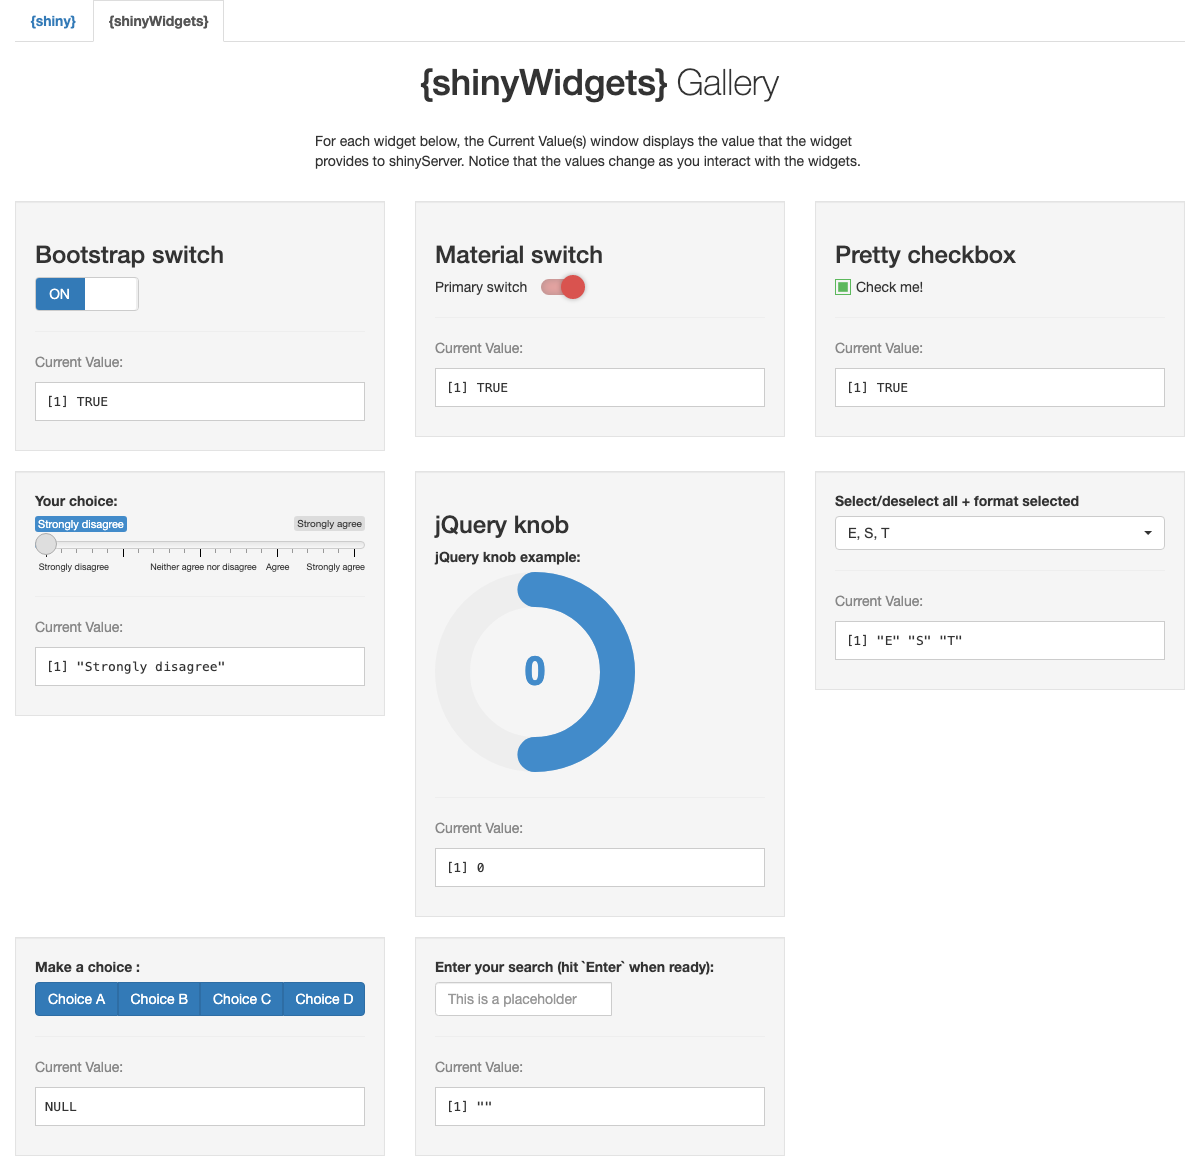 {shiny}
{shinyWidgets}
{shinyWidgets} Gallery
For each widget below, the Current Value(s) window displays the value that the widget
provides to shinyServer. Notice that the values change as you interact with the widgets.
Bootstrap switch
ON
Current Value:
[1] TRUE
Material switch
Primary switch
Current Value:
[1] TRUE
Pretty checkbox
Check me!
Current Value:
[1] TRUE
Your choice:
Strongly disagree
Strongly agree
Strongly disagree
Neither agree nor disagree
Agree
Strongly agree
Current Value:
[1] "Strongly disagree"
jQuery knob
jQuery knob example:
0
Current Value:
[1] 0
Select/deselect all + format selected
E, S, T
Current Value:
[1] "E" "S" "T"
Make a choice :
Choice A
Choice B
Choice C
Choice D
Current Value:
NULL
Enter your search (hit `Enter` when ready):
This is a placeholder
Current Value:
[1] ""